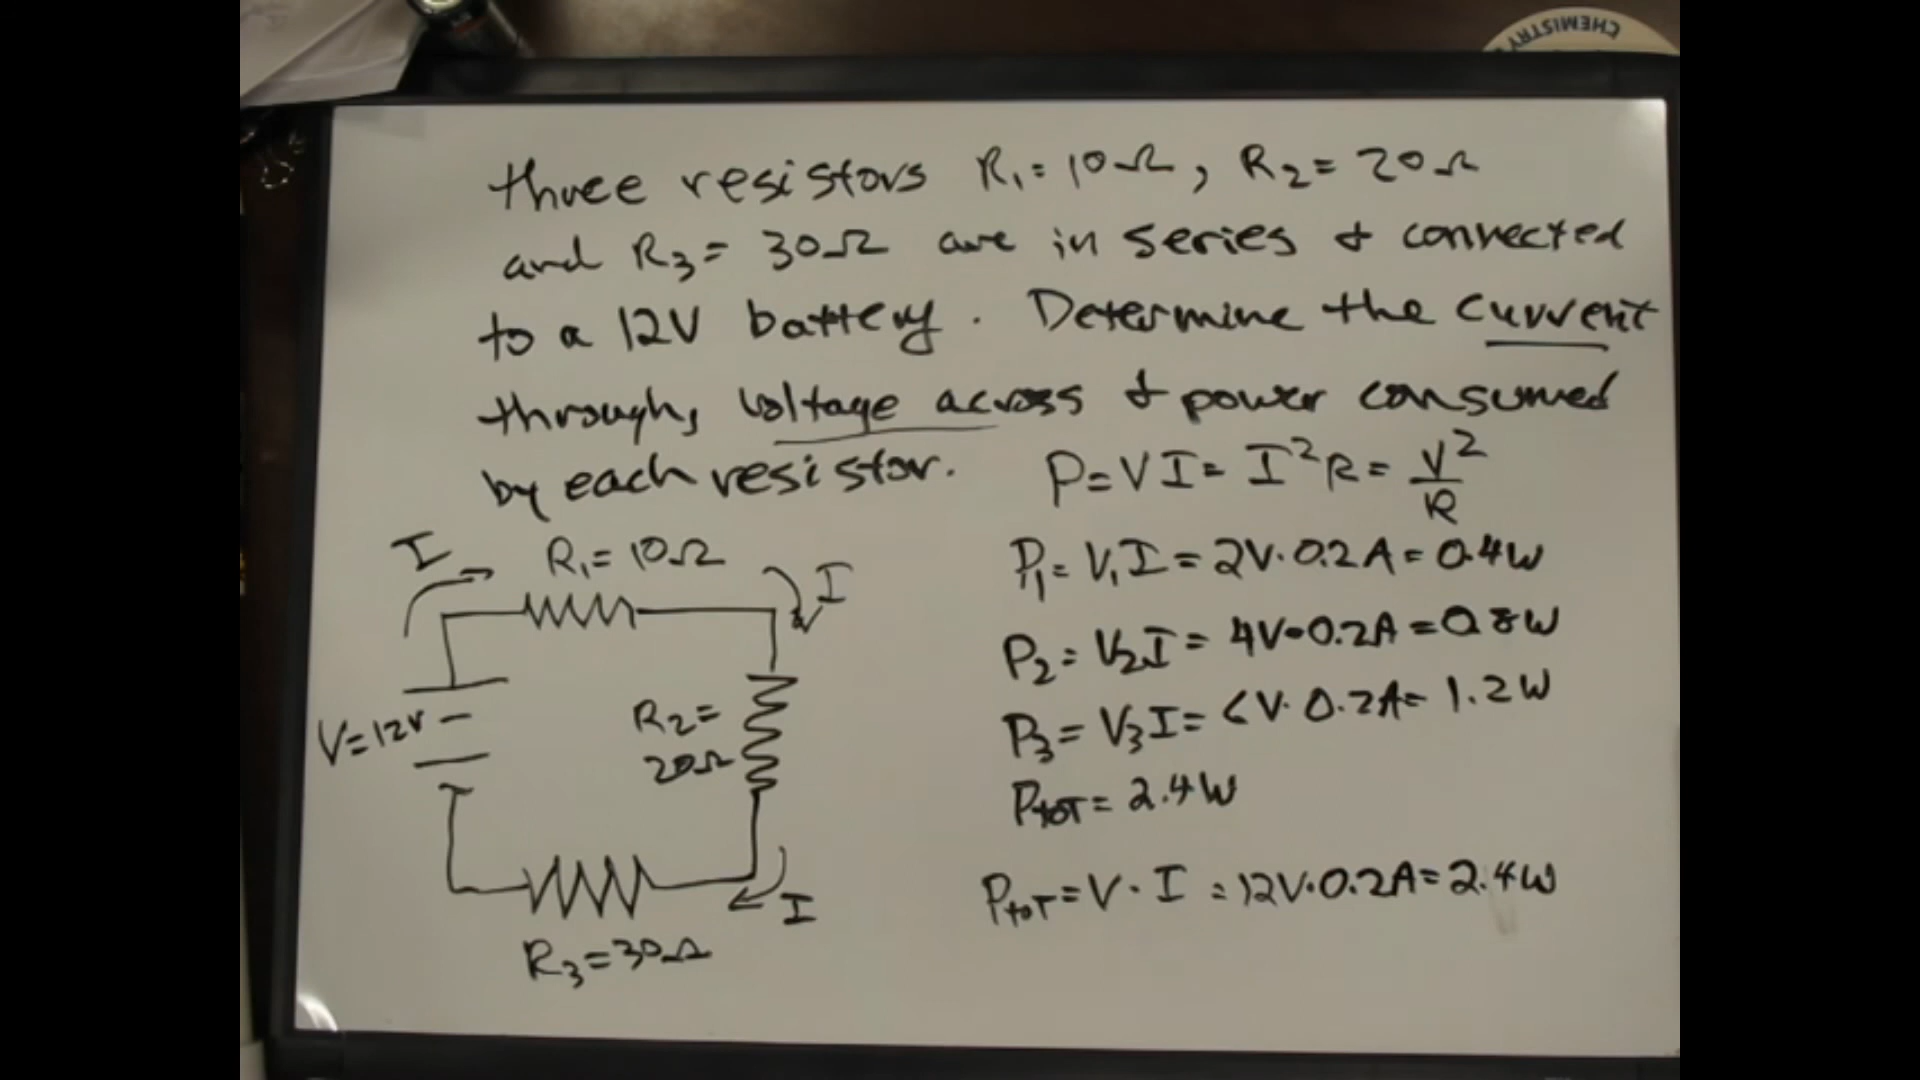 CHEMISTRY
three resistors R₁ = 10Ω, R₂ = 20Ω
and R₃ = 30Ω are in series & connected
to a 12V battery. Determine the current
through, voltage across & power consumed
by each resistor.
P = VI = I²R = V²/R
I
R₁ = 10Ω
I
P₁ = V₁I = 2V · 0.2A = 0.4W
P₂ = V₂I = 4V · 0.2A = 0.8W
V = 12V
R₂ =
20Ω
P₃ = V₃I = 6V · 0.2A = 1.2W
PTOT = 2.4W
I
R₃ = 30Ω
PTOT = V · I = 12V · 0.2A = 2.4W